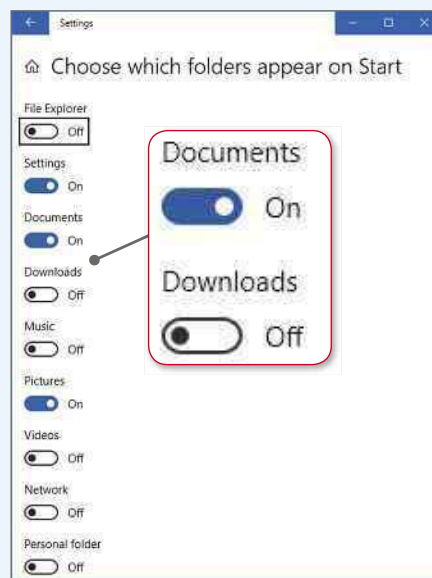 Settings
Choose which folders appear on Start
File Explorer
Off
Settings
On
Documents
On
Downloads
Off
Music
Off
Pictures
On
Videos
Off
Network
Off
Personal folder
Off
Documents
On
Downloads
Off